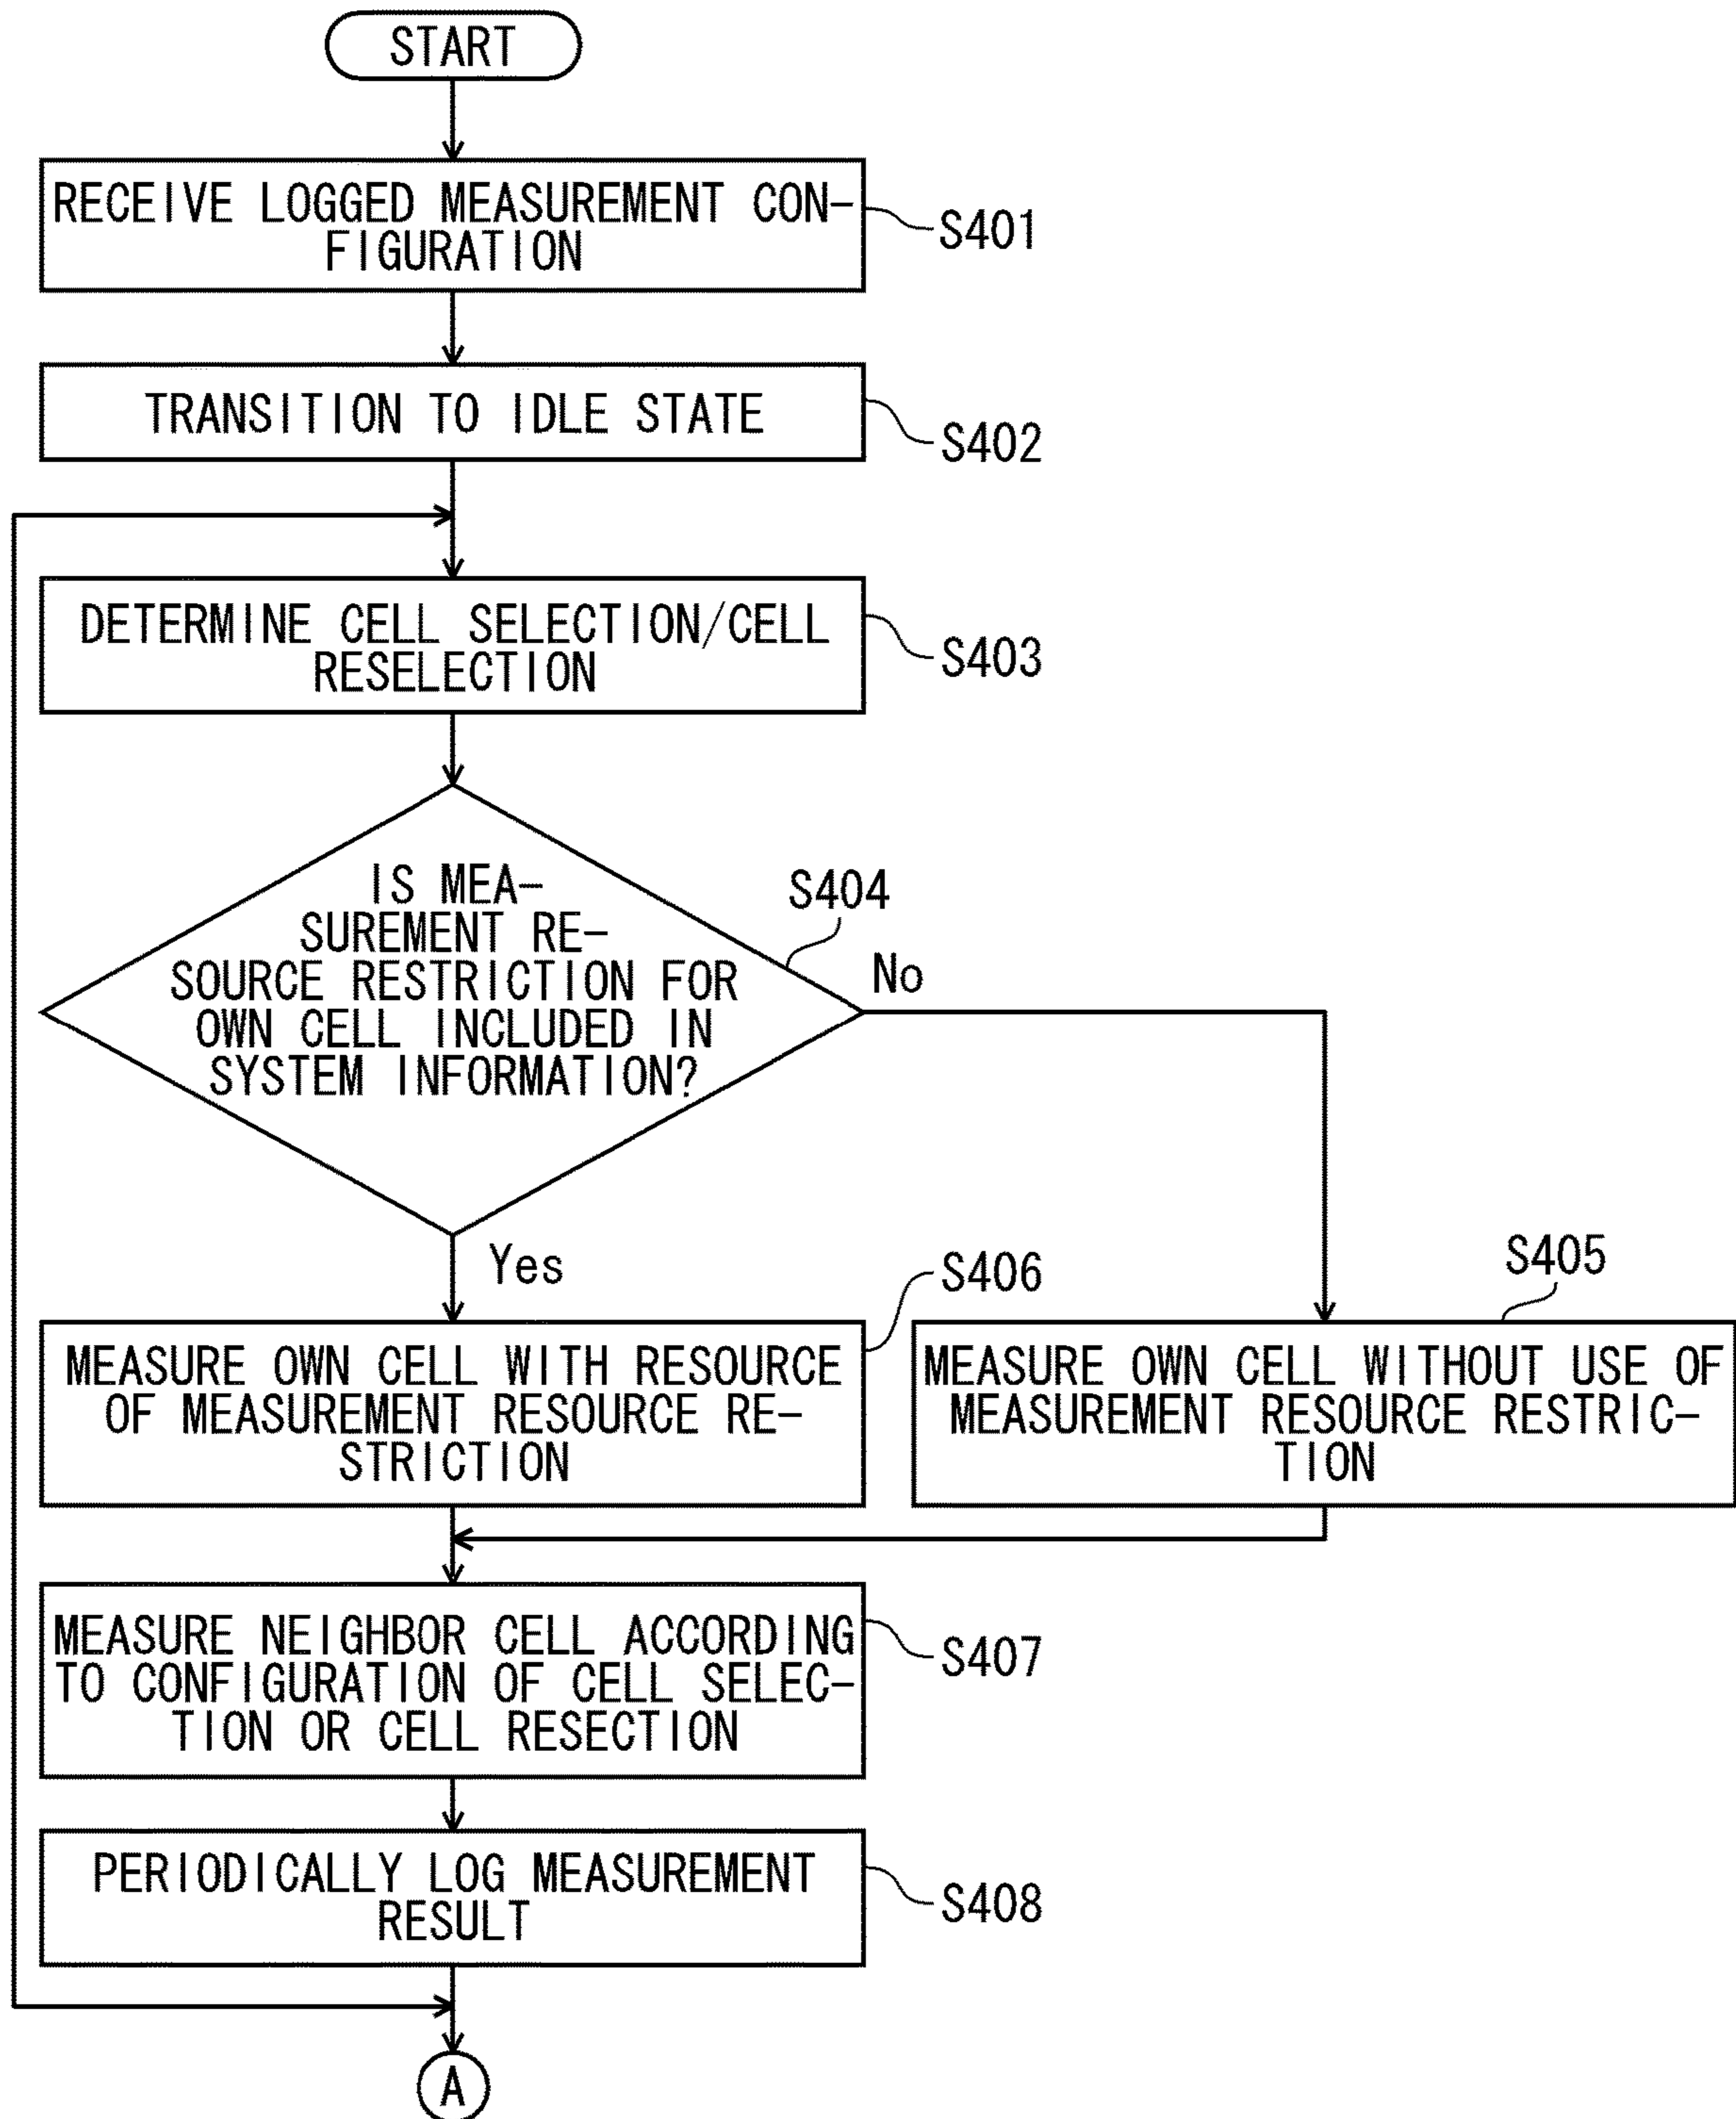 START
RECEIVE LOGGED MEASUREMENT CON-
FIGURATION
S401
TRANSITION TO IDLE STATE
S402
DETERMINE CELL SELECTION/CELL
RESELECTION
S403
IS MEA-
SUREMENT RE-
SOURCE RESTRICTION FOR
OWN CELL INCLUDED IN
SYSTEM INFORMATION?
S404
No
Yes
S406
MEASURE OWN CELL WITH RESOURCE
OF MEASUREMENT RESOURCE RE-
STRICTION
S405
MEASURE OWN CELL WITHOUT USE OF
MEASUREMENT RESOURCE RESTRIC-
TION
MEASURE NEIGHBOR CELL ACCORDING
TO CONFIGURATION OF CELL SELEC-
TION OR CELL RESECTION
S407
PERIODICALLY LOG MEASUREMENT
RESULT
S408
A